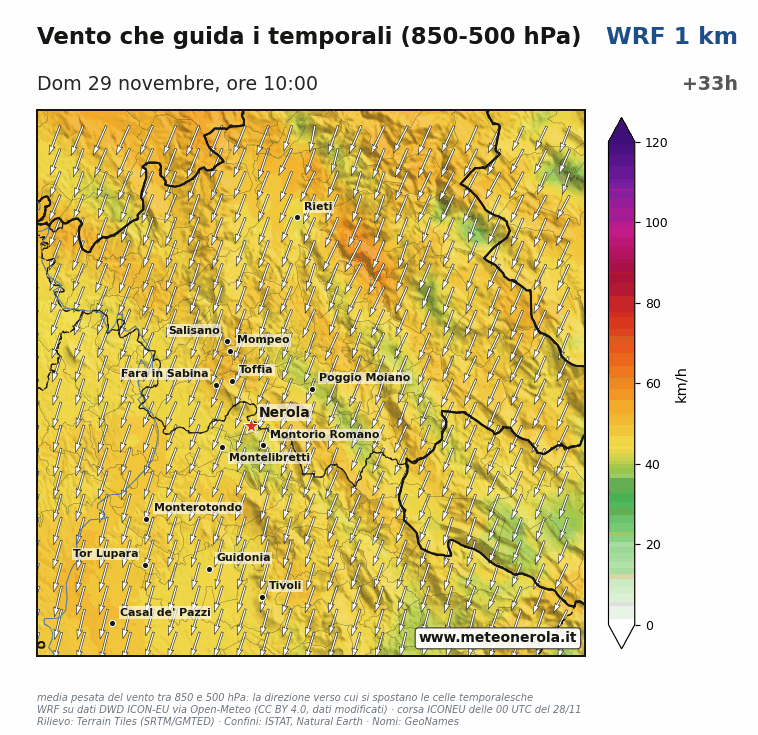 Vento che guida i temporali (850-500 hPa) WRF 1 km
Dom 29 novembre, ore 10:00 +33h
Rieti
Salisano
Mompeo
Fara in Sabina
Toffia
Poggio Moiano
Nerola
Montorio Romano
Montelibretti
Monterotondo
Tor Lupara
Guidonia
Tivoli
Casal de' Pazzi
www.meteonerola.it
120
100
80
60
40
20
0
km/h
media pesata del vento tra 850 e 500 hPa: la direzione verso cui si spostano le celle temporalesche
WRF su dati DWD ICON-EU via Open-Meteo (CC BY 4.0, dati modificati) · corsa ICONEU delle 00 UTC del 28/11
Rilievo: Terrain Tiles (SRTM/GMTED) · Confini: ISTAT, Natural Earth · Nomi: GeoNames